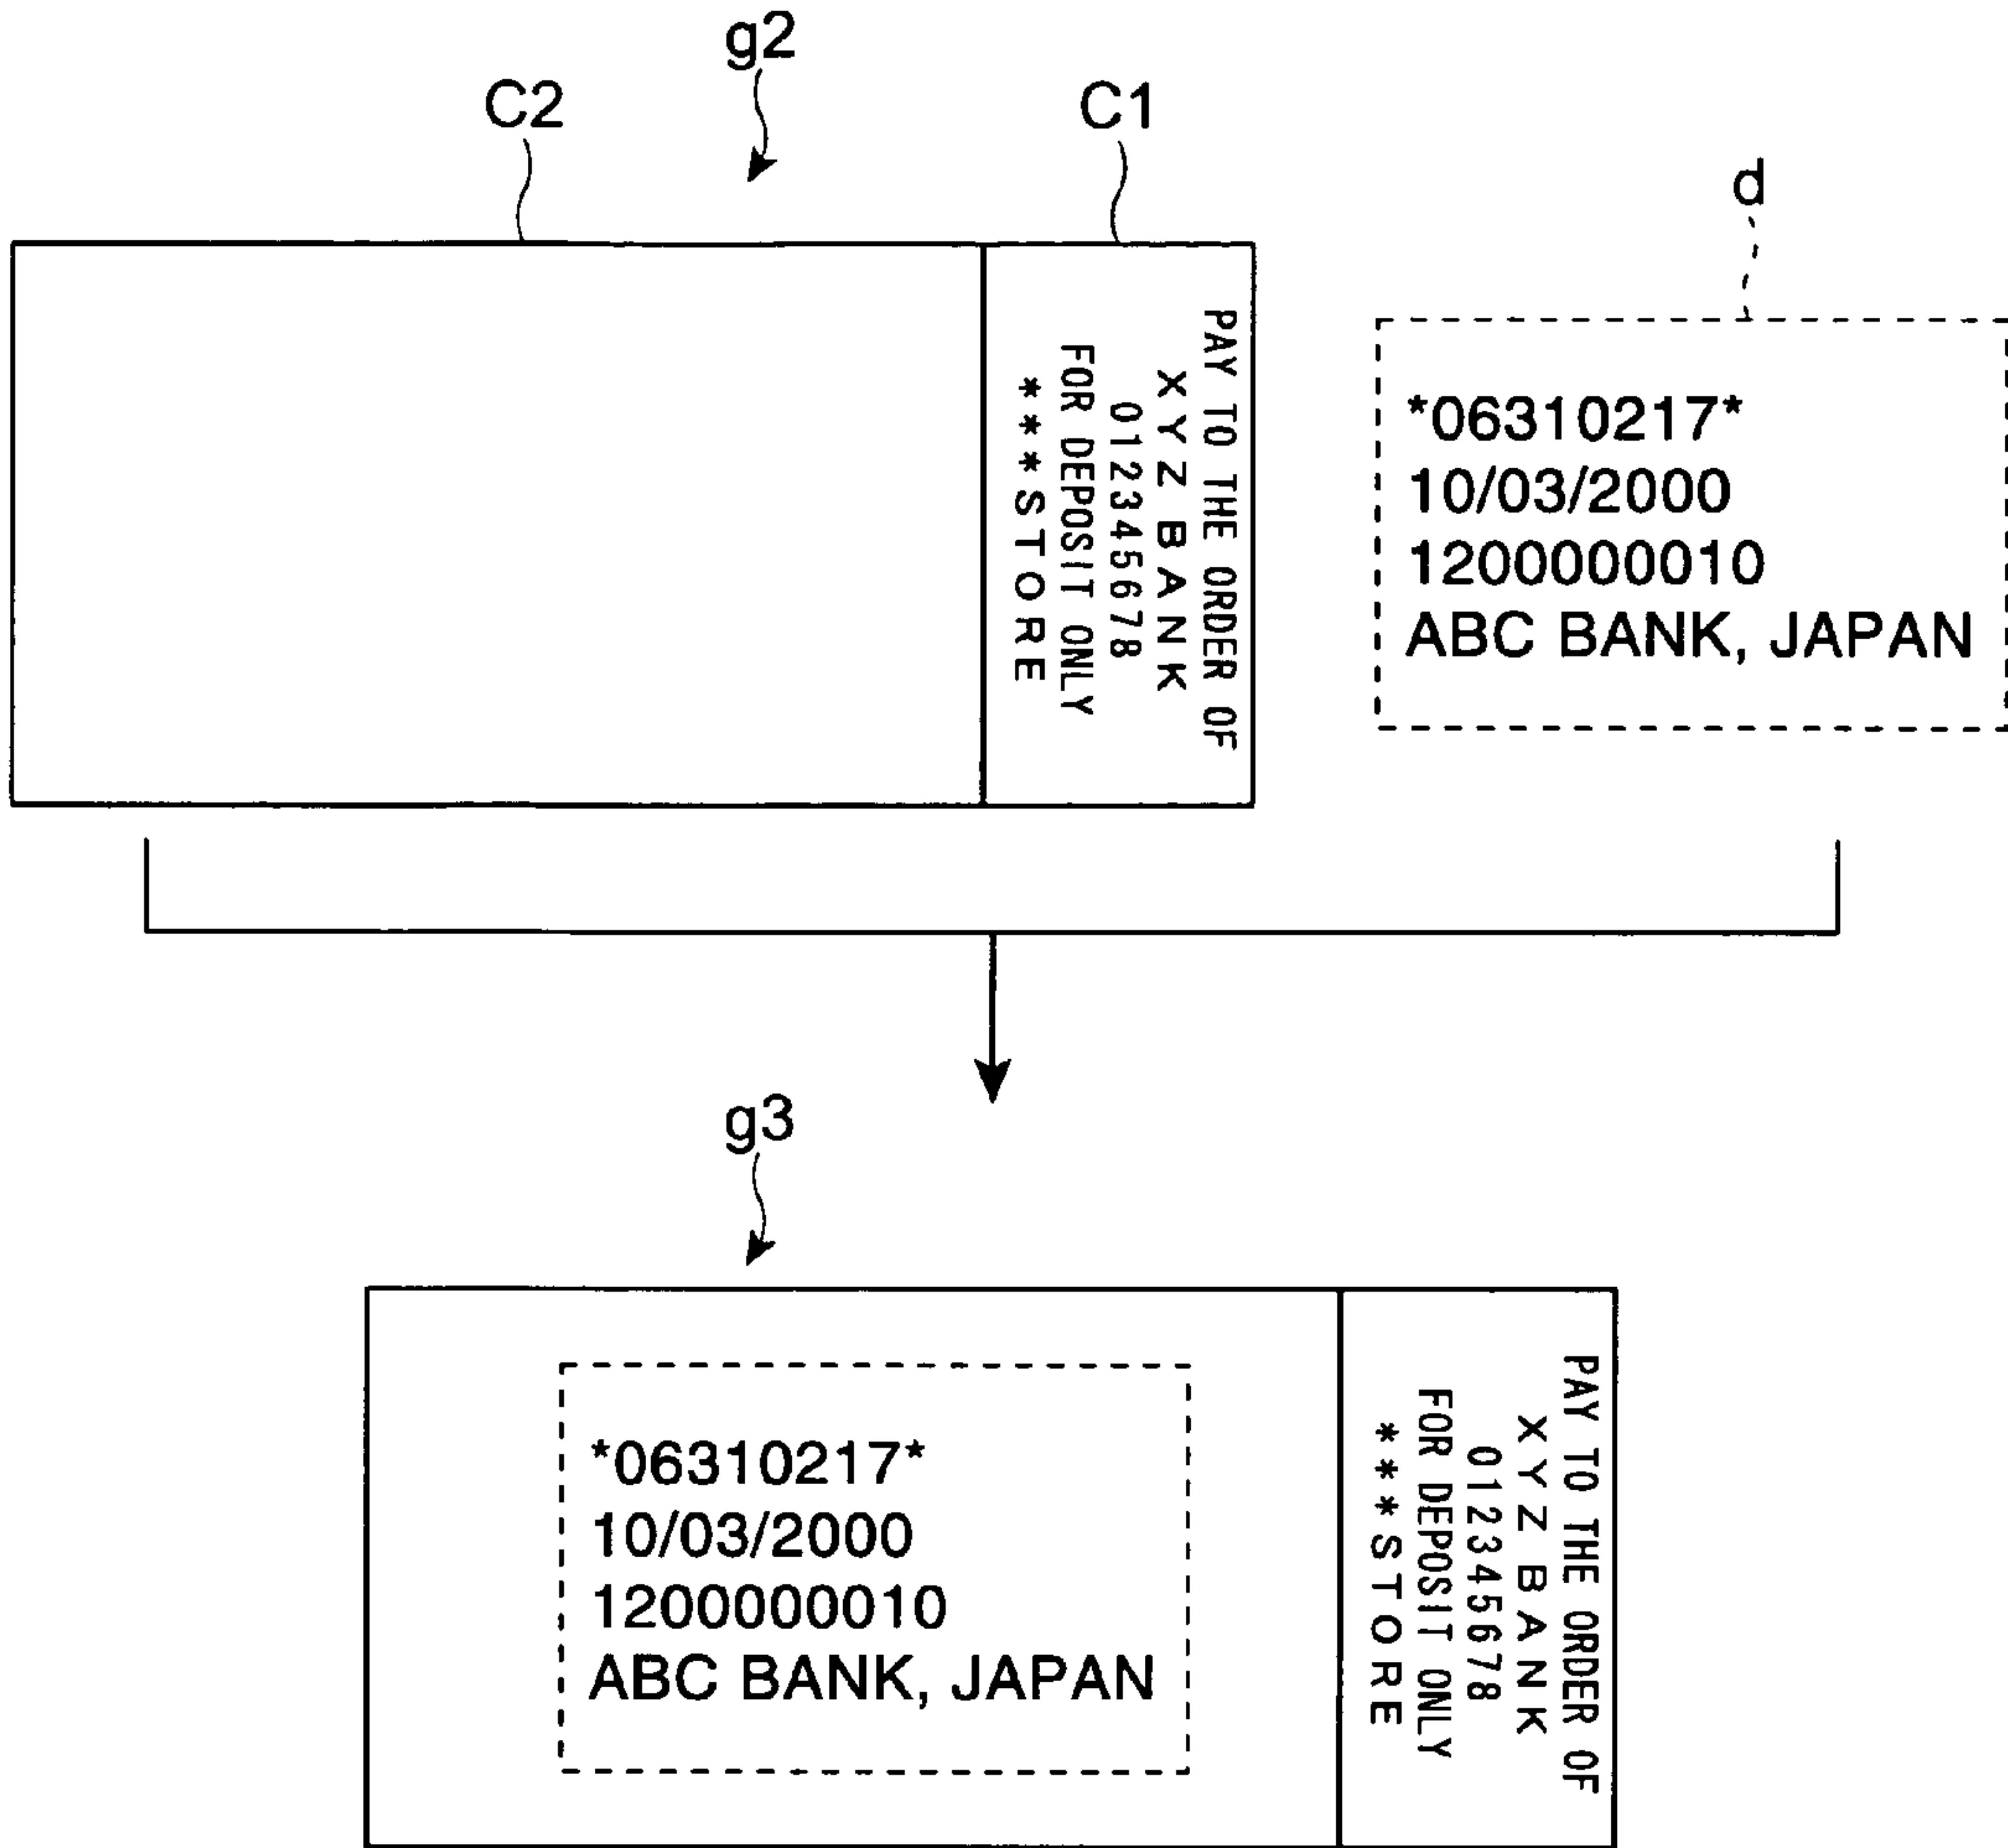 g2
C2
C1
d
PAY TO THE ORDER OF
XYZ BANK
012345678
FOR DEPOSIT ONLY
***STORE
*06310217*
10/03/2000
1200000010
ABC BANK, JAPAN
g3
*06310217*
10/03/2000
1200000010
ABC BANK, JAPAN
PAY TO THE ORDER OF
XYZ BANK
012345678
FOR DEPOSIT ONLY
***STORE